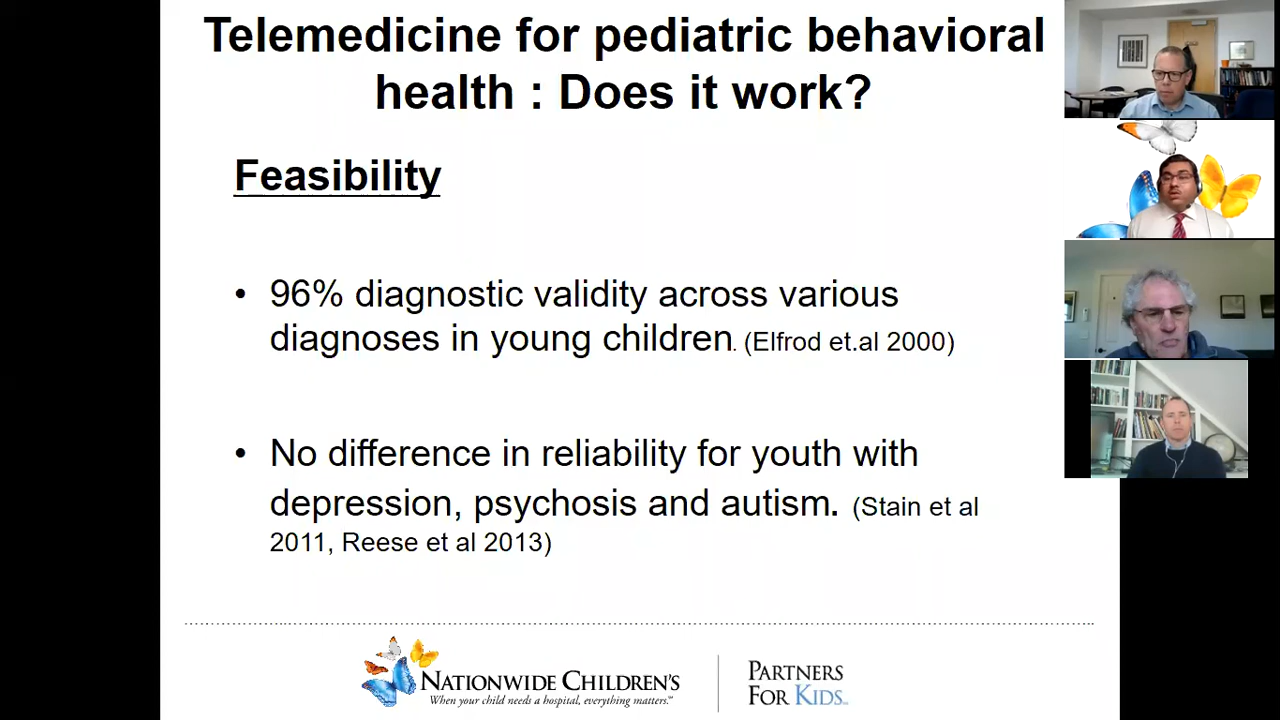 Telemedicine for pediatric behavioral
health : Does it work?
Feasibility
• 96% diagnostic validity across various
diagnoses in young children. (Elfrod et.al 2000)
• No difference in reliability for youth with
depression, psychosis and autism. (Stain et al
2011, Reese et al 2013)
NATIONWIDE CHILDREN'S
When your child needs a hospital, everything matters.™
PARTNERS
FOR KIDS